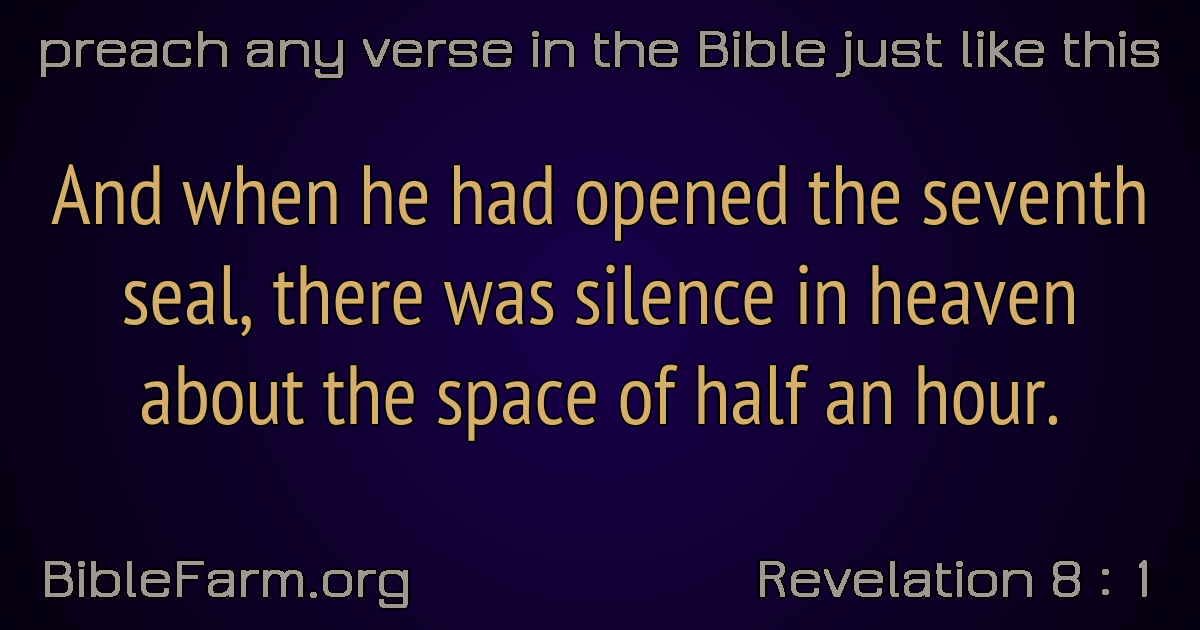 preach any verse in the Bible just like this
And when he had opened the seventh
seal, there was silence in heaven
about the space of half an hour.
BibleFarm.org
Revelation 8 : 1